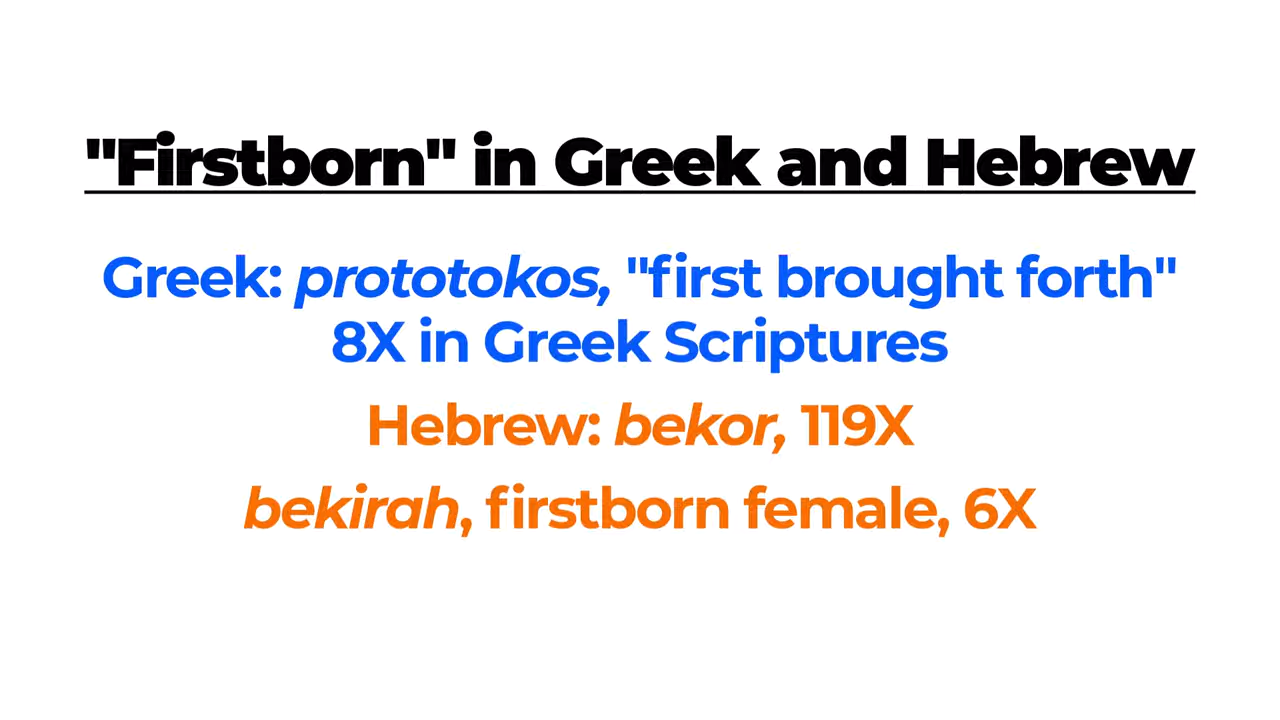 "Firstborn" in Greek and Hebrew
Greek: prototokos, "first brought forth"
8X in Greek Scriptures
Hebrew: bekor, 119X
bekirah, firstborn female, 6X